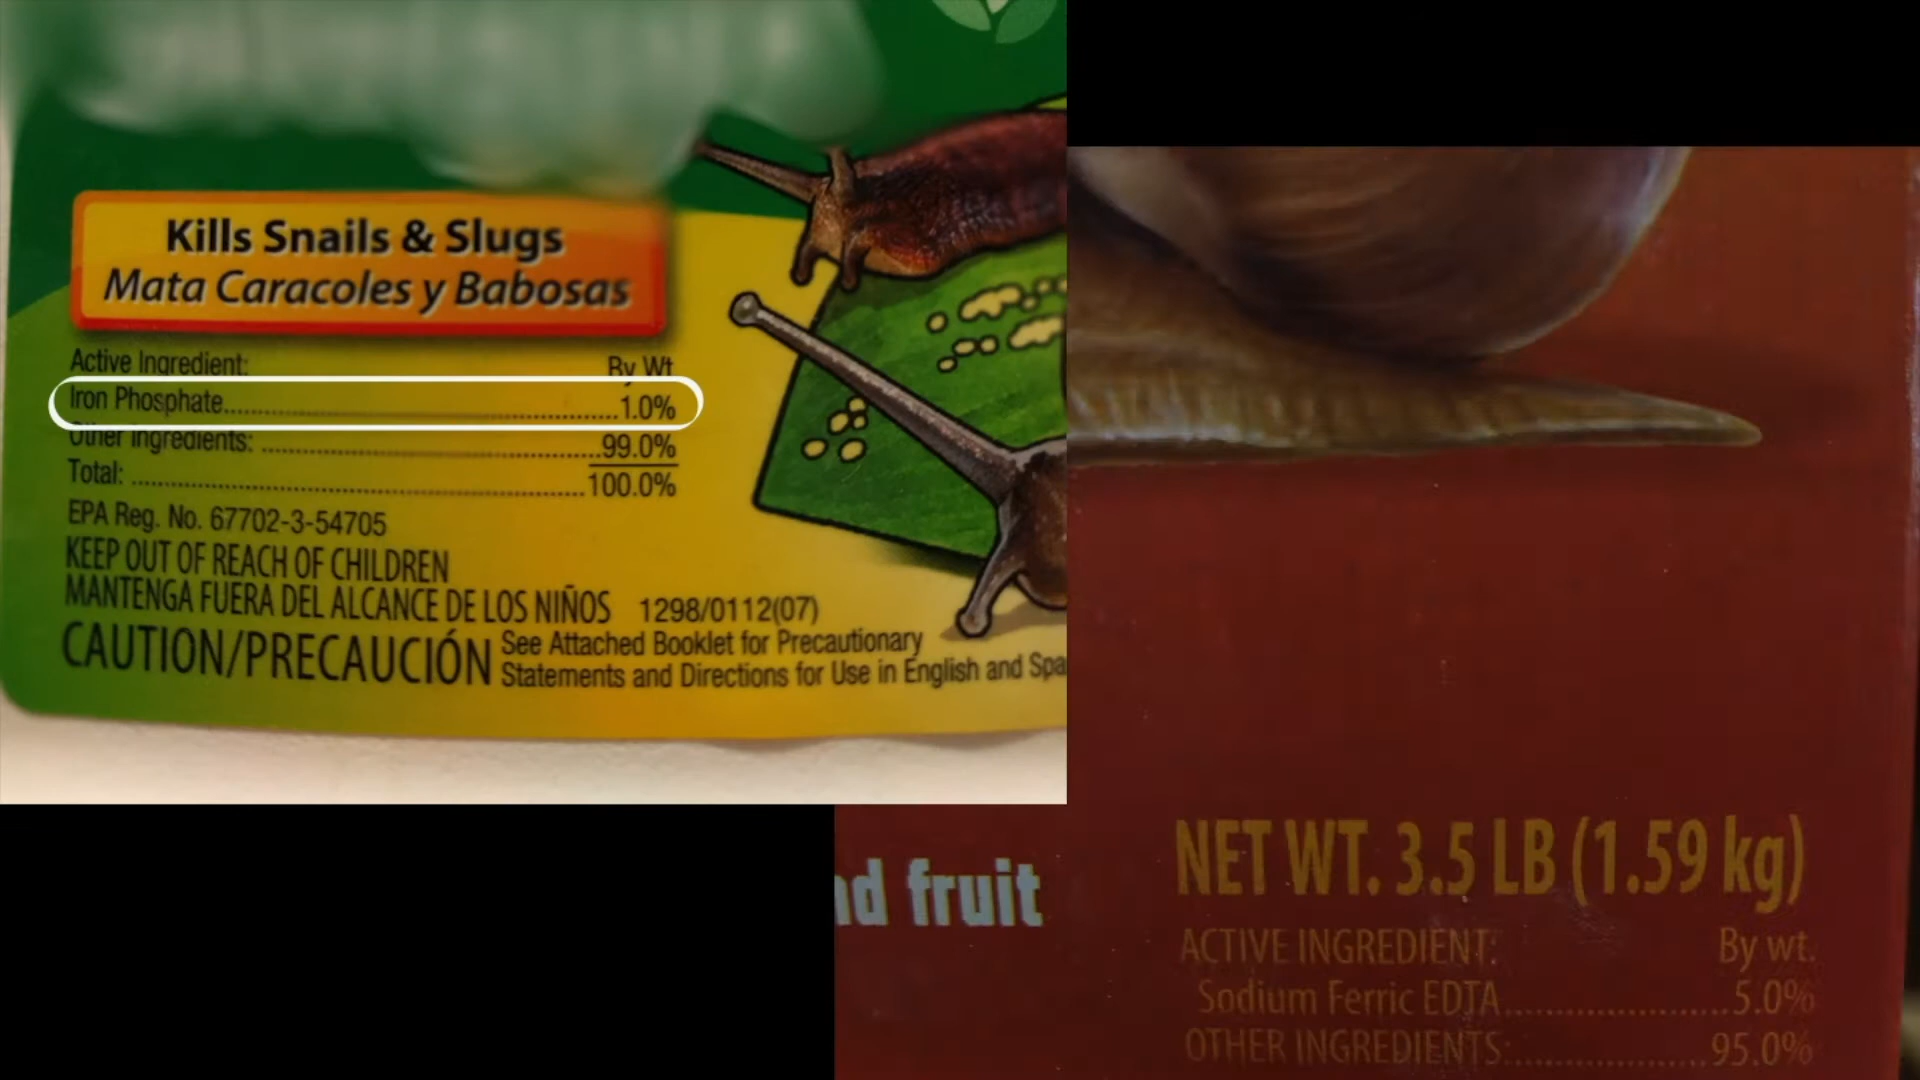 Kills Snails & Slugs
Mata Caracoles y Babosas
Active Ingredient: By Wt
Iron Phosphate..........1.0%
Other Ingredients: ..........99.0%
Total: ..........100.0%
EPA Reg. No. 67702-3-54705
KEEP OUT OF REACH OF CHILDREN
MANTENGA FUERA DEL ALCANCE DE LOS NIÑOS 1298/0112(07)
CAUTION/PRECAUCIÓN See Attached Booklet for Precautionary
Statements and Directions for Use in English and Spa
nd fruit
NET WT. 3.5 LB (1.59 kg)
ACTIVE INGREDIENT: By wt.
Sodium Ferric EDTA..........5.0%
OTHER INGREDIENTS:..........95.0%